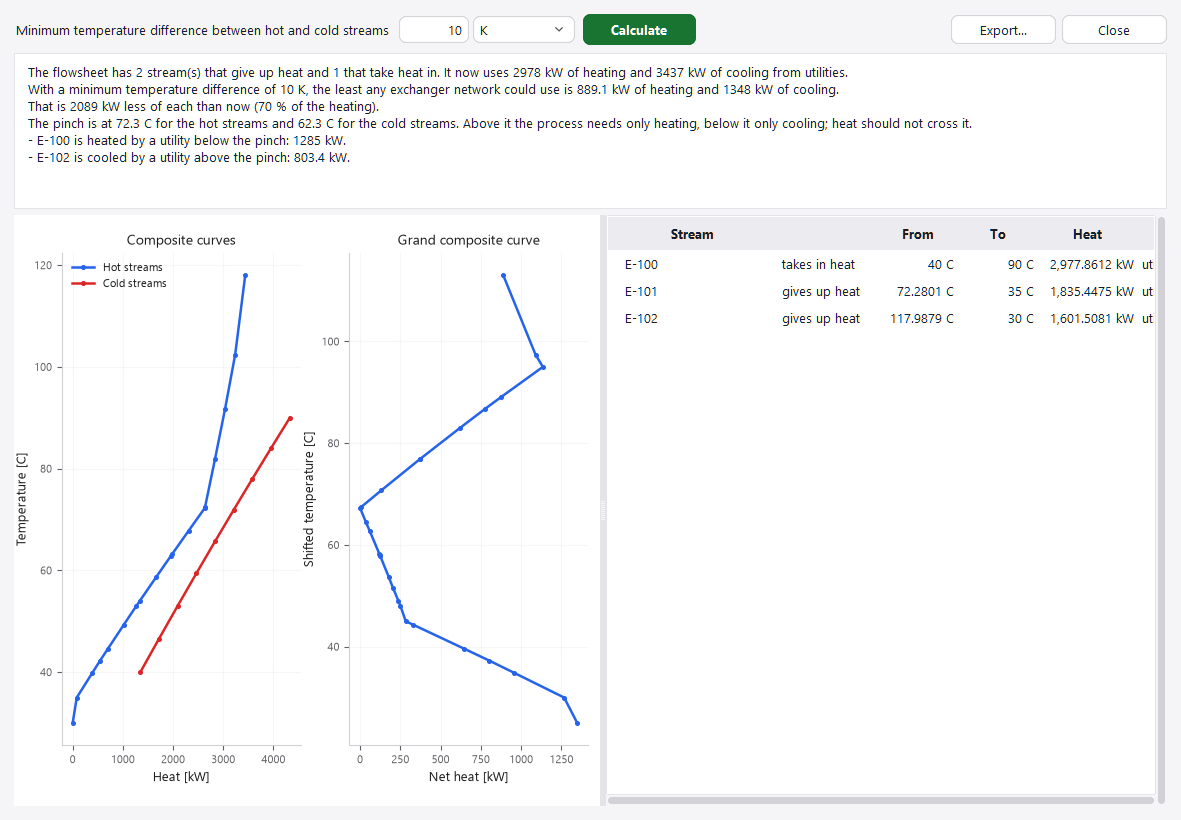 Minimum temperature difference between hot and cold streams 10 K Calculate Export... Close
The flowsheet has 2 stream(s) that give up heat and 1 that take heat in. It now uses 2978 kW of heating and 3437 kW of cooling from utilities.
With a minimum temperature difference of 10 K, the least any exchanger network could use is 889.1 kW of heating and 1348 kW of cooling.
That is 2089 kW less of each than now (70 % of the heating).
The pinch is at 72.3 C for the hot streams and 62.3 C for the cold streams. Above it the process needs only heating, below it only cooling; heat should not cross it.
- E-100 is heated by a utility below the pinch: 1285 kW.
- E-102 is cooled by a utility above the pinch: 803.4 kW.
Composite curves
Hot streams
Cold streams
120
100
80
60
40
Temperature [C]
0 1000 2000 3000 4000
Heat [kW]
Grand composite curve
100
80
60
40
Shifted temperature [C]
0 250 500 750 1000 1250
Net heat [kW]
Stream From To Heat
E-100 takes in heat 40 C 90 C 2,977.8612 kW ut
E-101 gives up heat 72.2801 C 35 C 1,835.4475 kW ut
E-102 gives up heat 117.9879 C 30 C 1,601.5081 kW ut